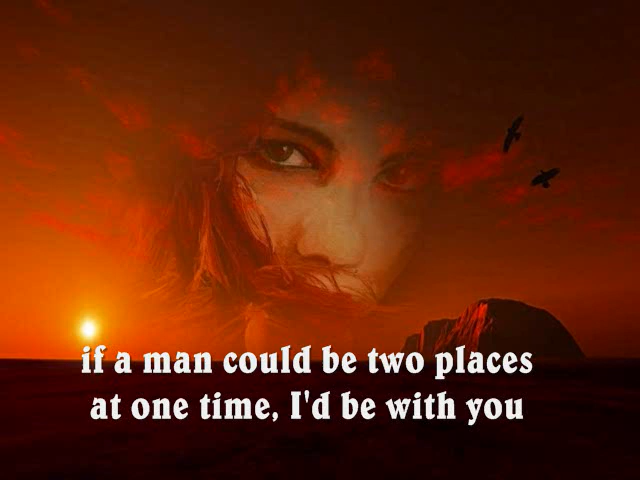 if a man could be two places
at one time, I'd be with you